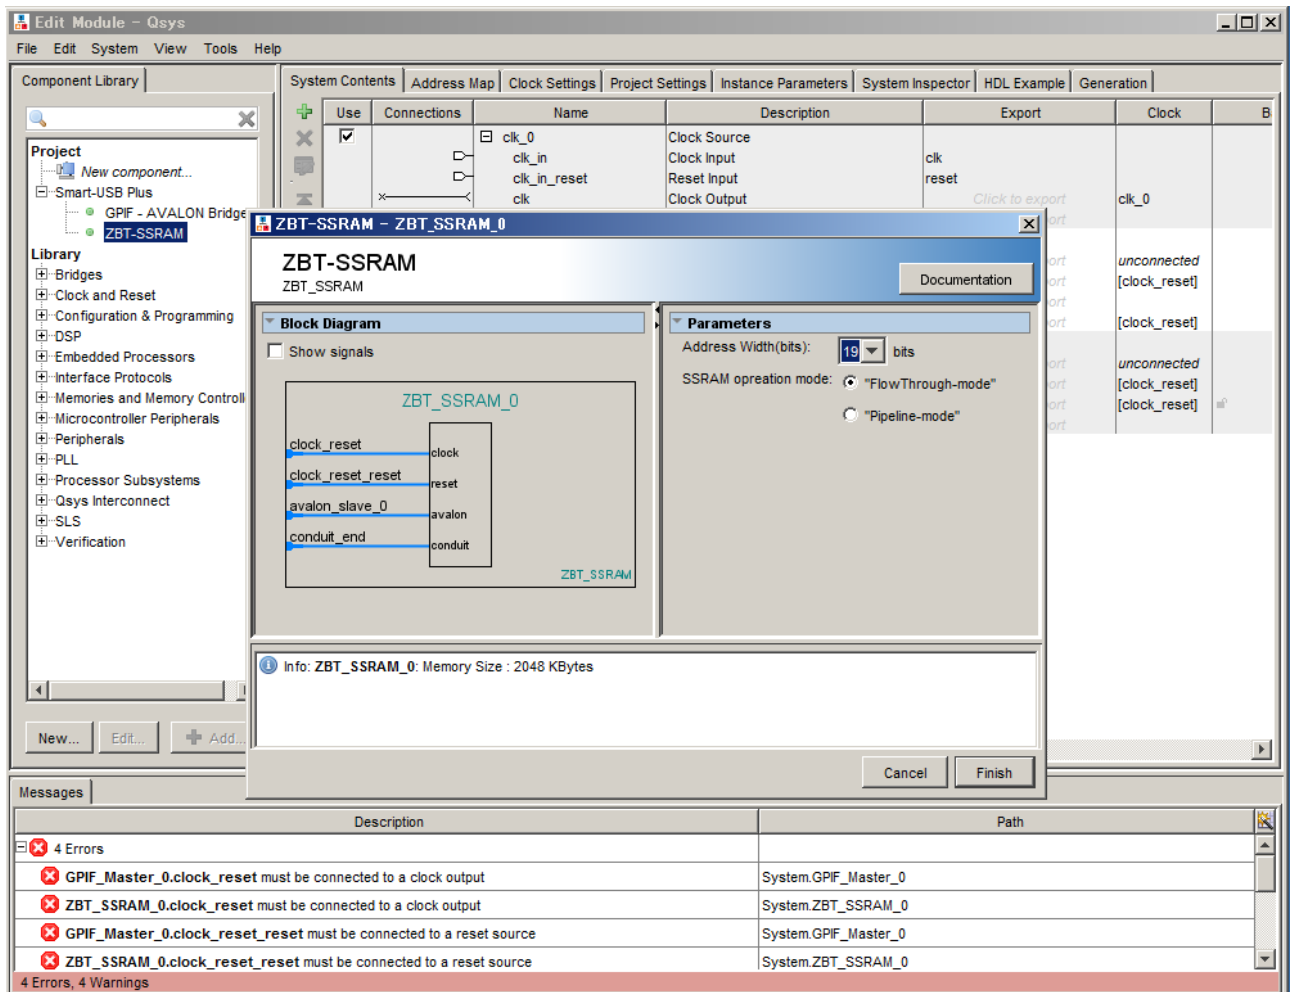 Edit Module - Qsys
File Edit System View Tools Help
Component Library
System Contents Address Map Clock Settings Project Settings Instance Parameters System Inspector HDL Example Generation
Use Connections Name Description Export Clock
Project
New component...
Smart-USB Plus
GPIF - AVALON Bridge
ZBT-SSRAM
Library
Bridges
Clock and Reset
Configuration & Programming
DSP
Embedded Processors
Interface Protocols
Memories and Memory Controll
Microcontroller Peripherals
Peripherals
PLL
Processor Subsystems
Qsys Interconnect
SLS
Verification
New... Edit... Add...
clk_0 Clock Source
clk_in Clock Input clk
clk_in_reset Reset Input reset
clk Clock Output Click to export clk_0
unconnected
[clock_reset]
[clock_reset]
unconnected
[clock_reset]
[clock_reset]
ZBT-SSRAM - ZBT_SSRAM_0
ZBT-SSRAM
ZBT_SSRAM
Documentation
Block Diagram
Show signals
ZBT_SSRAM_0
clock_reset
clock
clock_reset_reset
reset
avalon_slave_0
avalon
conduit_end
conduit
ZBT_SSRAM
Parameters
Address Width(bits): 19 bits
SSRAM opreation mode: "FlowThrough-mode"
"Pipeline-mode"
Info: ZBT_SSRAM_0: Memory Size : 2048 KBytes
Cancel Finish
Messages
Description Path
4 Errors
GPIF_Master_0.clock_reset must be connected to a clock output System.GPIF_Master_0
ZBT_SSRAM_0.clock_reset must be connected to a clock output System.ZBT_SSRAM_0
GPIF_Master_0.clock_reset_reset must be connected to a reset source System.GPIF_Master_0
ZBT_SSRAM_0.clock_reset_reset must be connected to a reset source System.ZBT_SSRAM_0
4 Errors, 4 Warnings